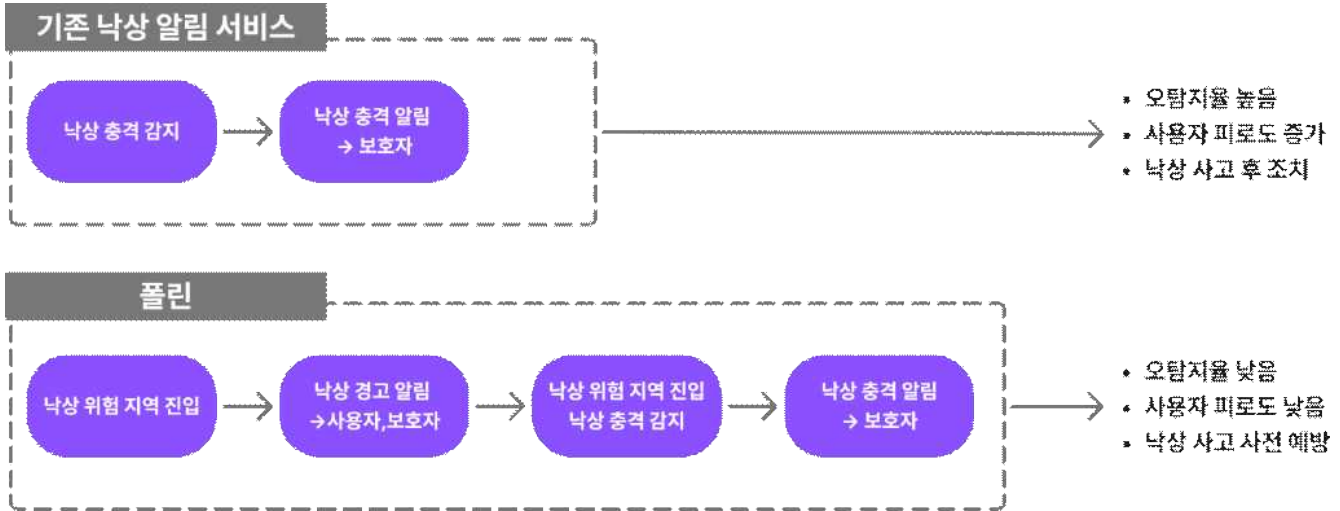 기존 낙상 알림 서비스
낙상 충격 감지
낙상 충격 알림
→ 보호자
• 오탐지율 높음
• 사용자 피로도 증가
• 낙상 사고 후 조치
폴린
낙상 위험 지역 진입
낙상 경고 알림
→사용자,보호자
낙상 위험 지역 진입
낙상 충격 감지
낙상 충격 알림
→ 보호자
• 오탐지율 낮음
• 사용자 피로도 낮음
• 낙상 사고 사전 예방